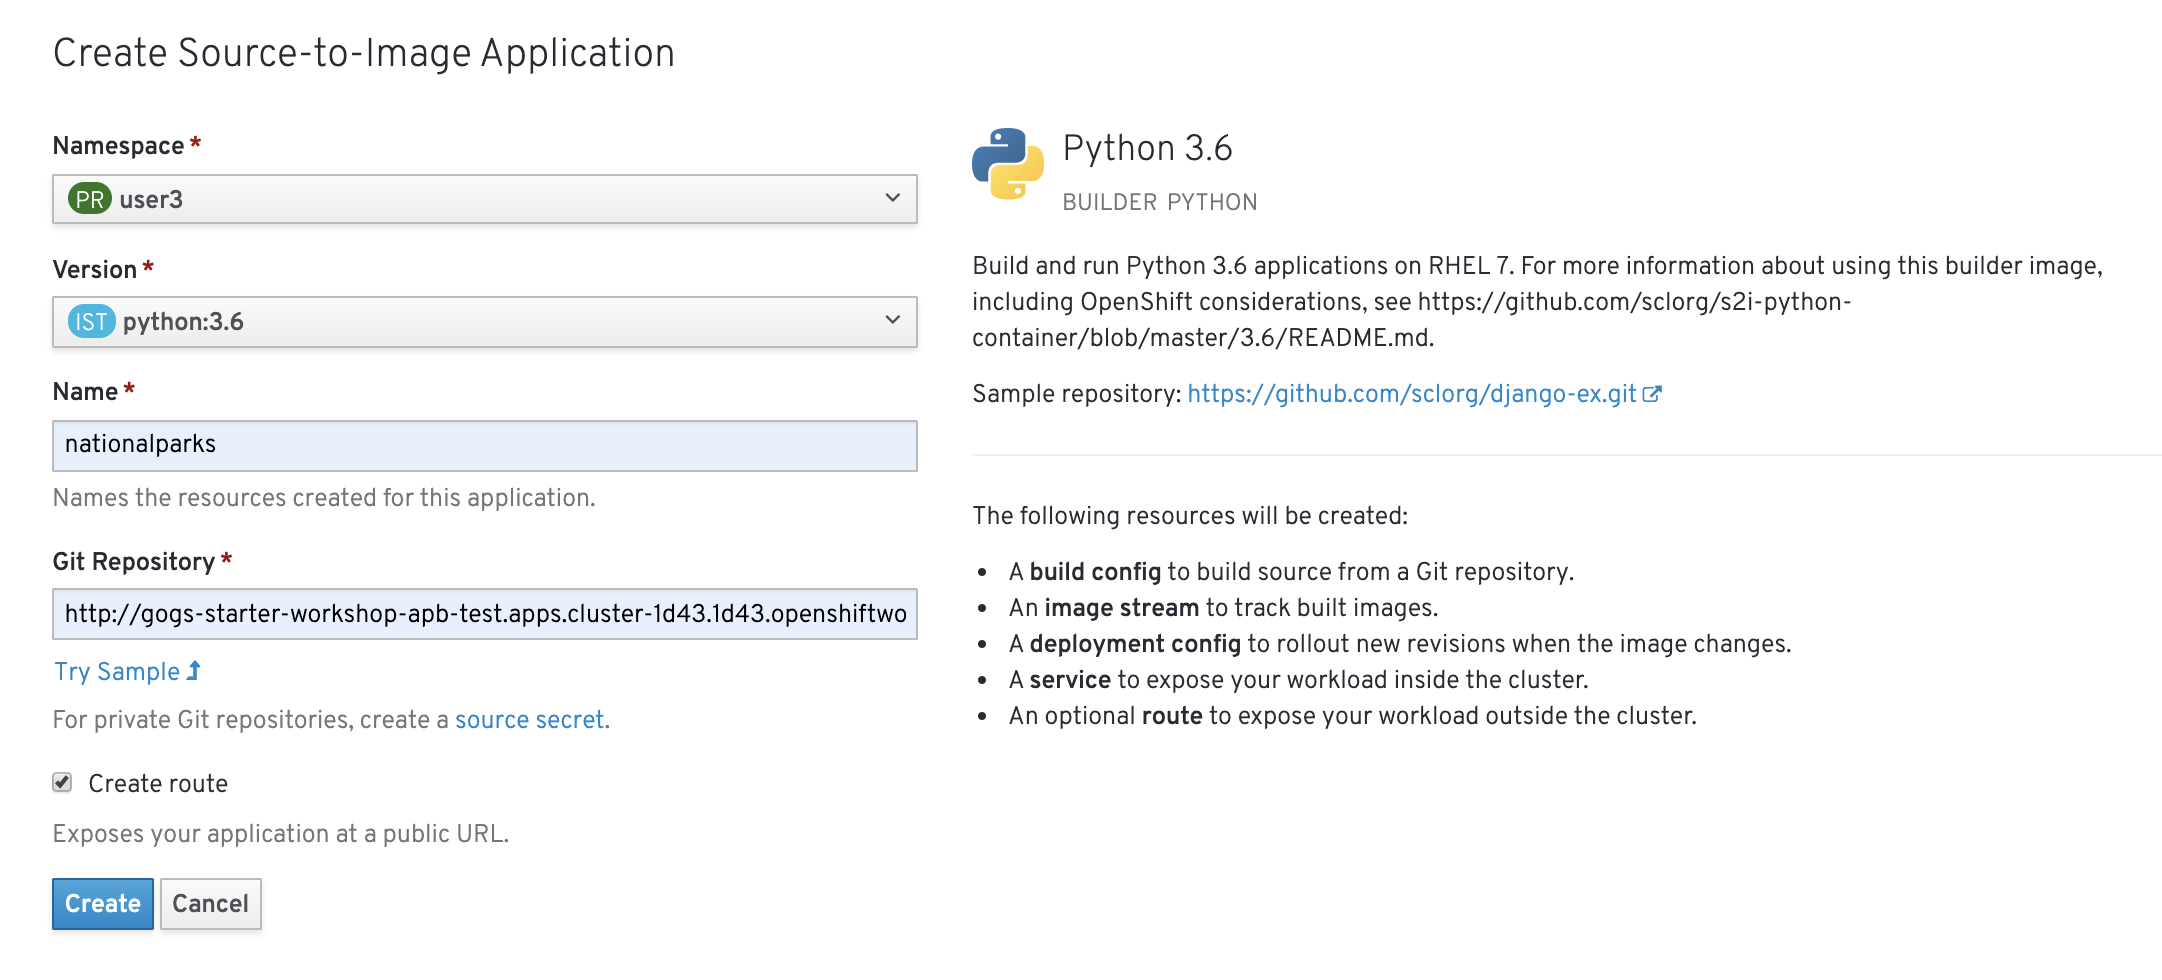 Create Source-to-Image Application
Namespace *
PR user3
Version *
IST python:3.6
Name *
nationalparks
Names the resources created for this application.
Git Repository *
http://gogs-starter-workshop-apb-test.apps.cluster-1d43.1d43.openshiftwo
Try Sample
For private Git repositories, create a source secret.
Create route
Exposes your application at a public URL.
Create Cancel
Python 3.6
BUILDER PYTHON
Build and run Python 3.6 applications on RHEL 7. For more information about using this builder image,
including OpenShift considerations, see https://github.com/sclorg/s2i-python-
container/blob/master/3.6/README.md.
Sample repository: https://github.com/sclorg/django-ex.git
The following resources will be created:
• A build config to build source from a Git repository.
• An image stream to track built images.
• A deployment config to rollout new revisions when the image changes.
• A service to expose your workload inside the cluster.
• An optional route to expose your workload outside the cluster.